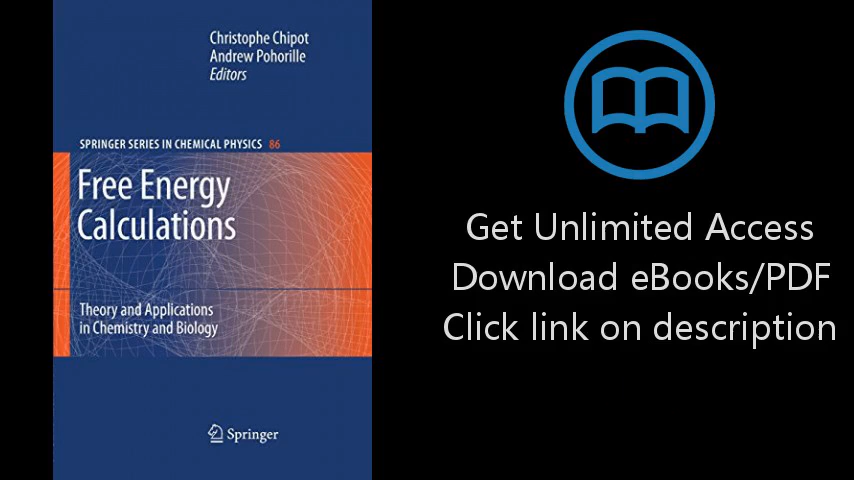 Christophe Chipot
Andrew Pohorille
Editors
SPRINGER SERIES IN CHEMICAL PHYSICS 86
Free Energy
Calculations
Theory and Applications
in Chemistry and Biology
Springer
Get Unlimited Access
Download eBooks/PDF
Click link on description